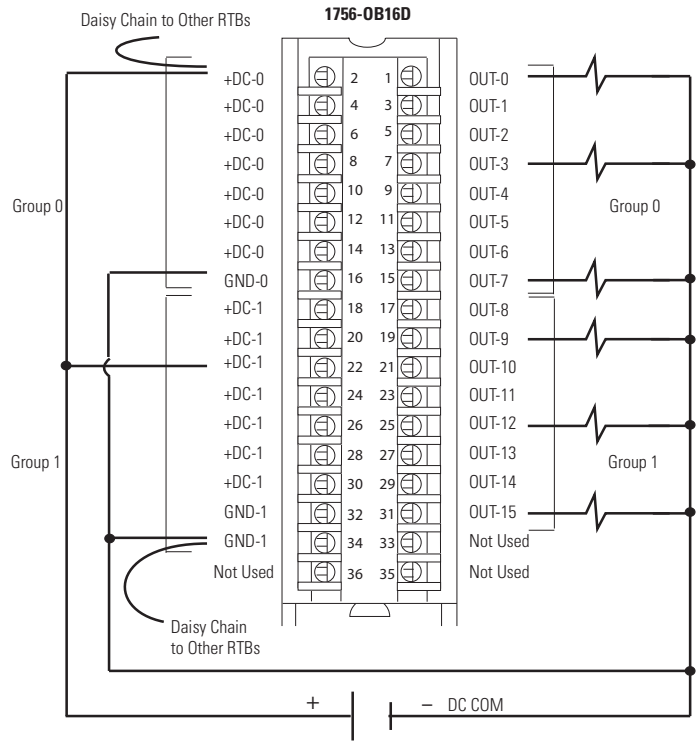 1756-OB16D
Daisy Chain to Other RTBs
+DC-0 2 1 OUT-0
+DC-0 4 3 OUT-1
+DC-0 6 5 OUT-2
+DC-0 8 7 OUT-3
+DC-0 10 9 OUT-4
Group 0 Group 0
+DC-0 12 11 OUT-5
+DC-0 14 13 OUT-6
GND-0 16 15 OUT-7
+DC-1 18 17 OUT-8
+DC-1 20 19 OUT-9
+DC-1 22 21 OUT-10
+DC-1 24 23 OUT-11
+DC-1 26 25 OUT-12
+DC-1 28 27 OUT-13
Group 1 Group 1
+DC-1 30 29 OUT-14
GND-1 32 31 OUT-15
GND-1 34 33 Not Used
Not Used 36 35 Not Used
Daisy Chain
to Other RTBs
+ – DC COM